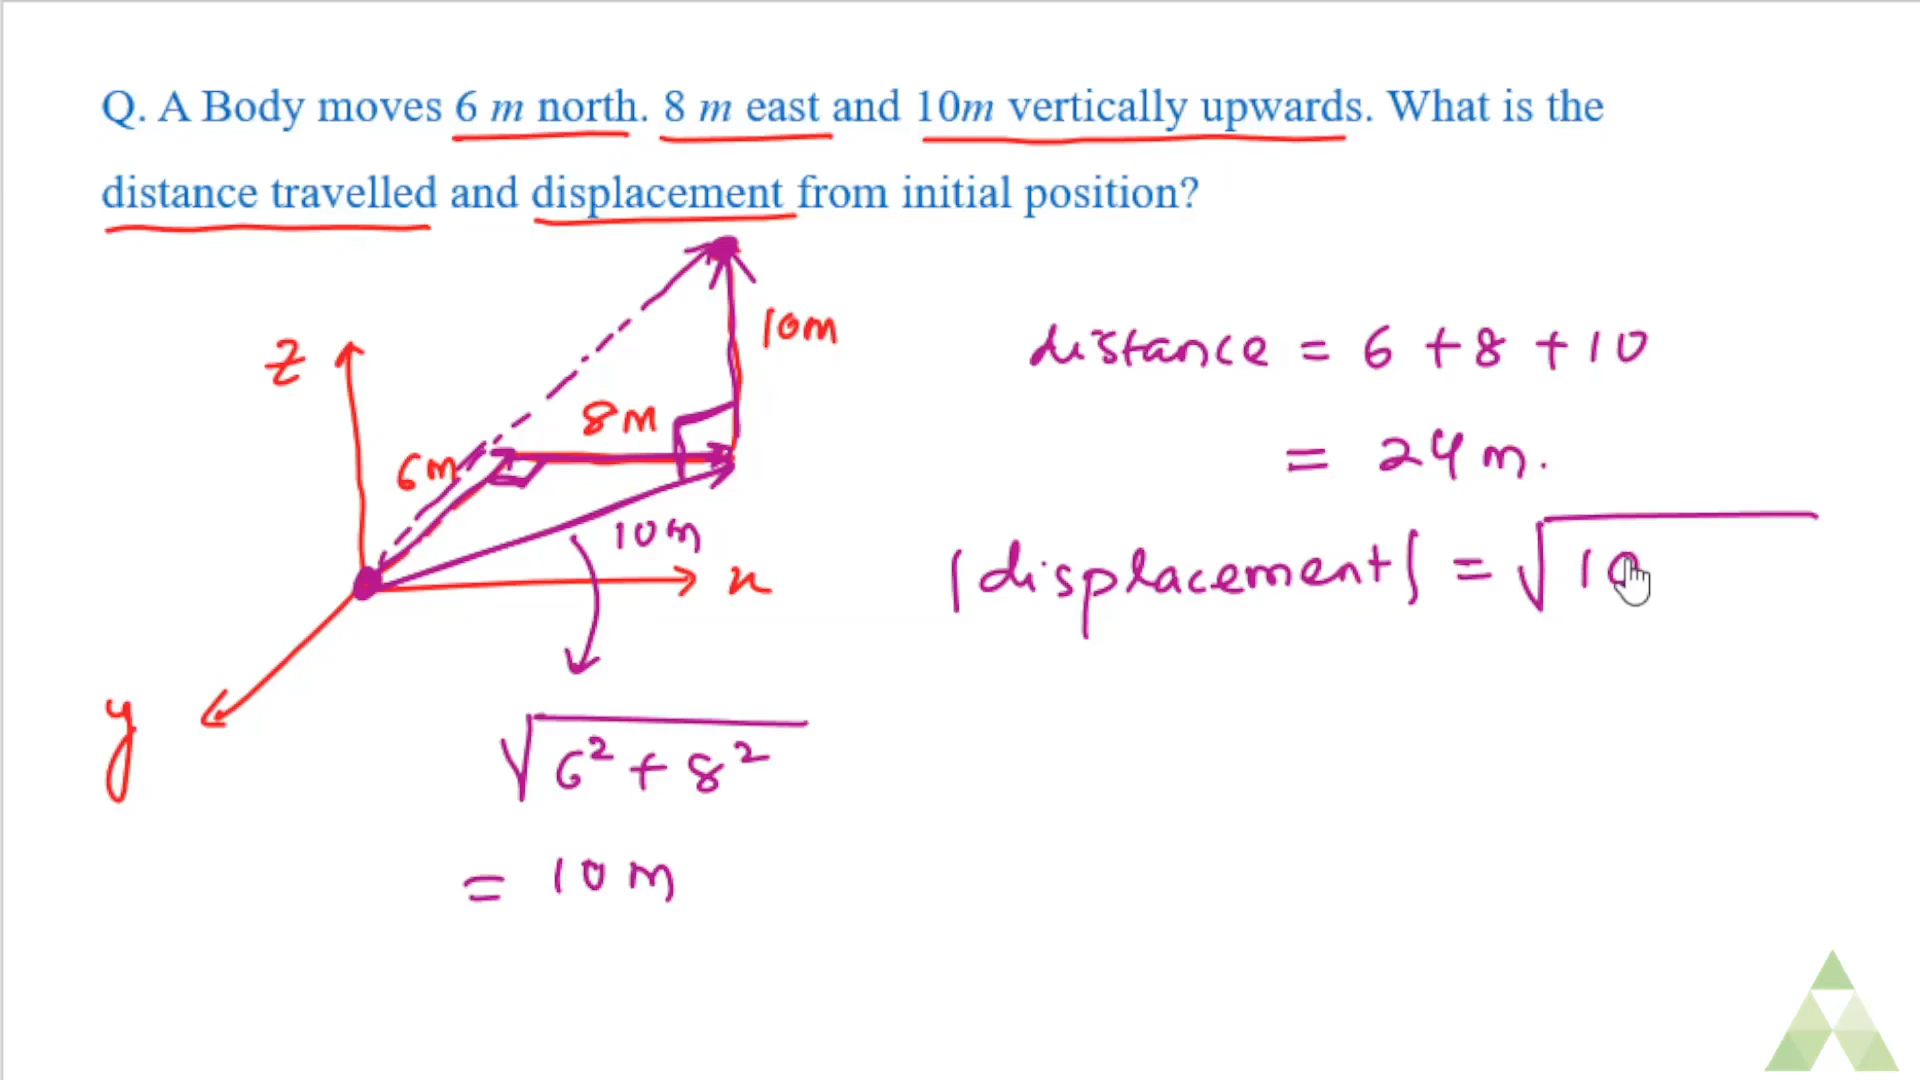 Q. A Body moves 6 m north. 8 m east and 10m vertically upwards. What is the
distance travelled and displacement from initial position?
z
10m
8m
6m
10m
x
y
√6² + 8²
= 10 m
distance = 6 + 8 + 10
= 24 m.
|displacement| = √10